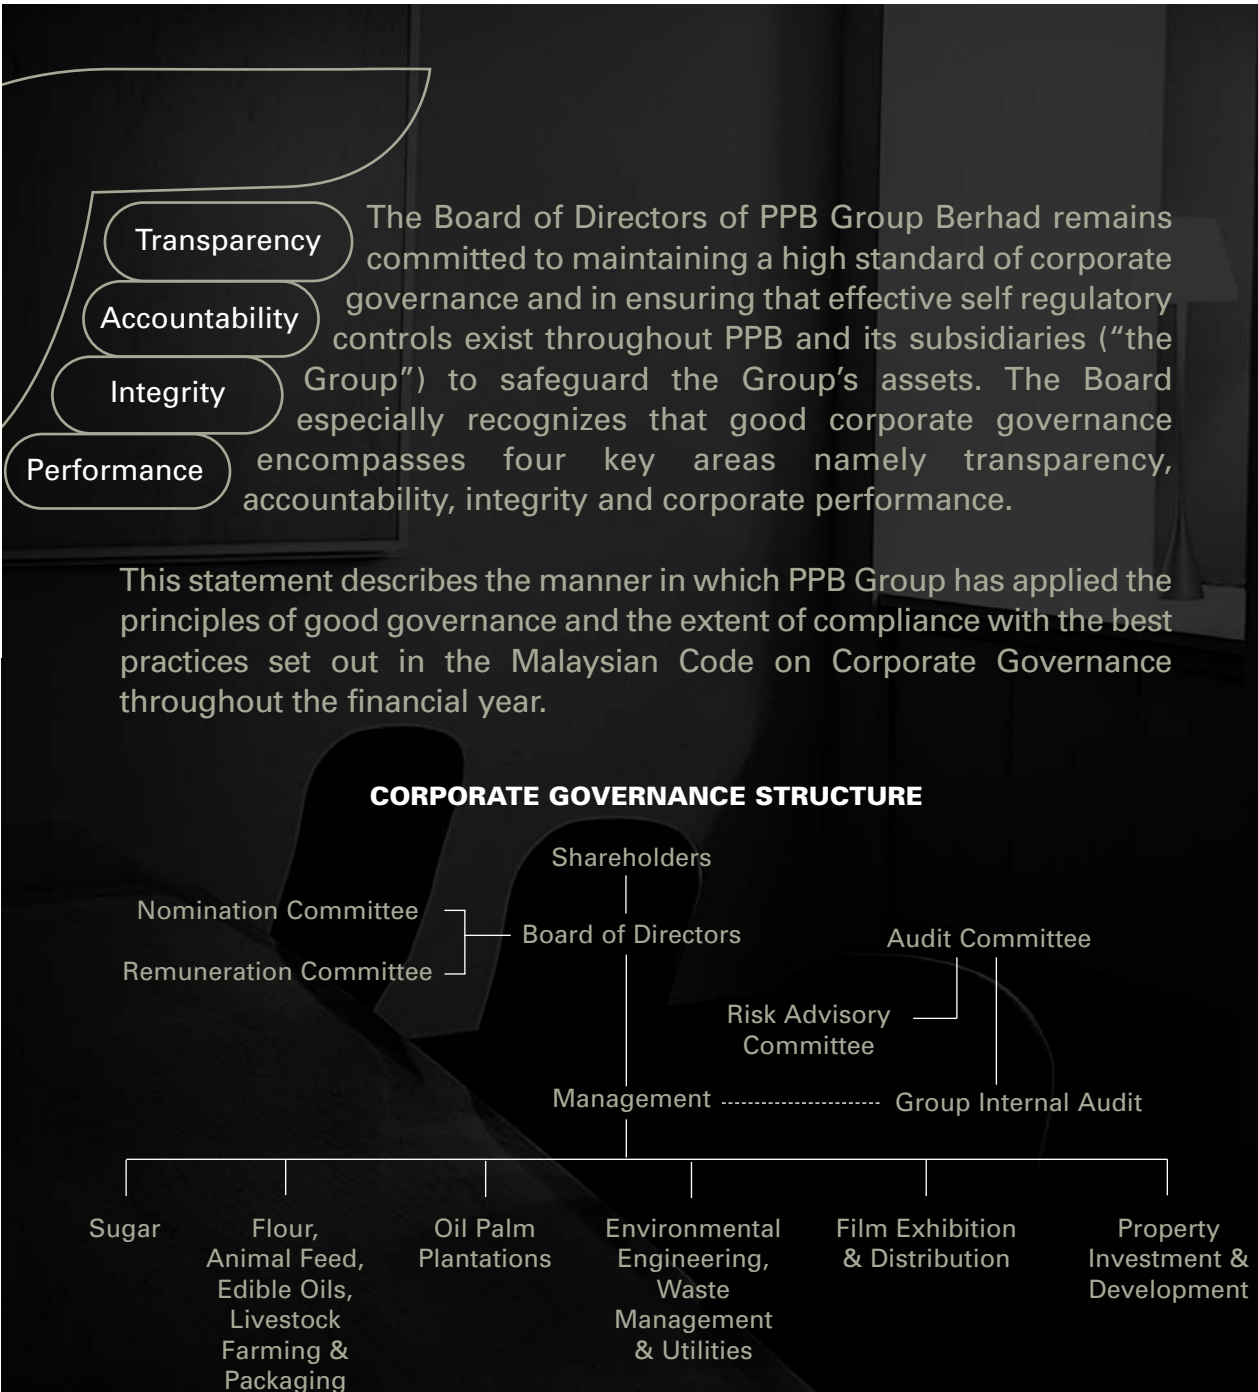 Transparency
Accountability
Integrity
Performance
The Board of Directors of PPB Group Berhad remains
committed to maintaining a high standard of corporate
governance and in ensuring that effective self regulatory
controls exist throughout PPB and its subsidiaries (“the
Group”) to safeguard the Group’s assets. The Board
especially recognizes that good corporate governance
encompasses four key areas namely transparency,
accountability, integrity and corporate performance.
This statement describes the manner in which PPB Group has applied the
principles of good governance and the extent of compliance with the best
practices set out in the Malaysian Code on Corporate Governance
throughout the financial year.
CORPORATE GOVERNANCE STRUCTURE
Shareholders
Nomination Committee
Board of Directors
Audit Committee
Remuneration Committee
Risk Advisory
Committee
Management
Group Internal Audit
Sugar
Flour,
Animal Feed,
Edible Oils,
Livestock
Farming &
Packaging
Oil Palm
Plantations
Environmental
Engineering,
Waste
Management
& Utilities
Film Exhibition
& Distribution
Property
Investment &
Development